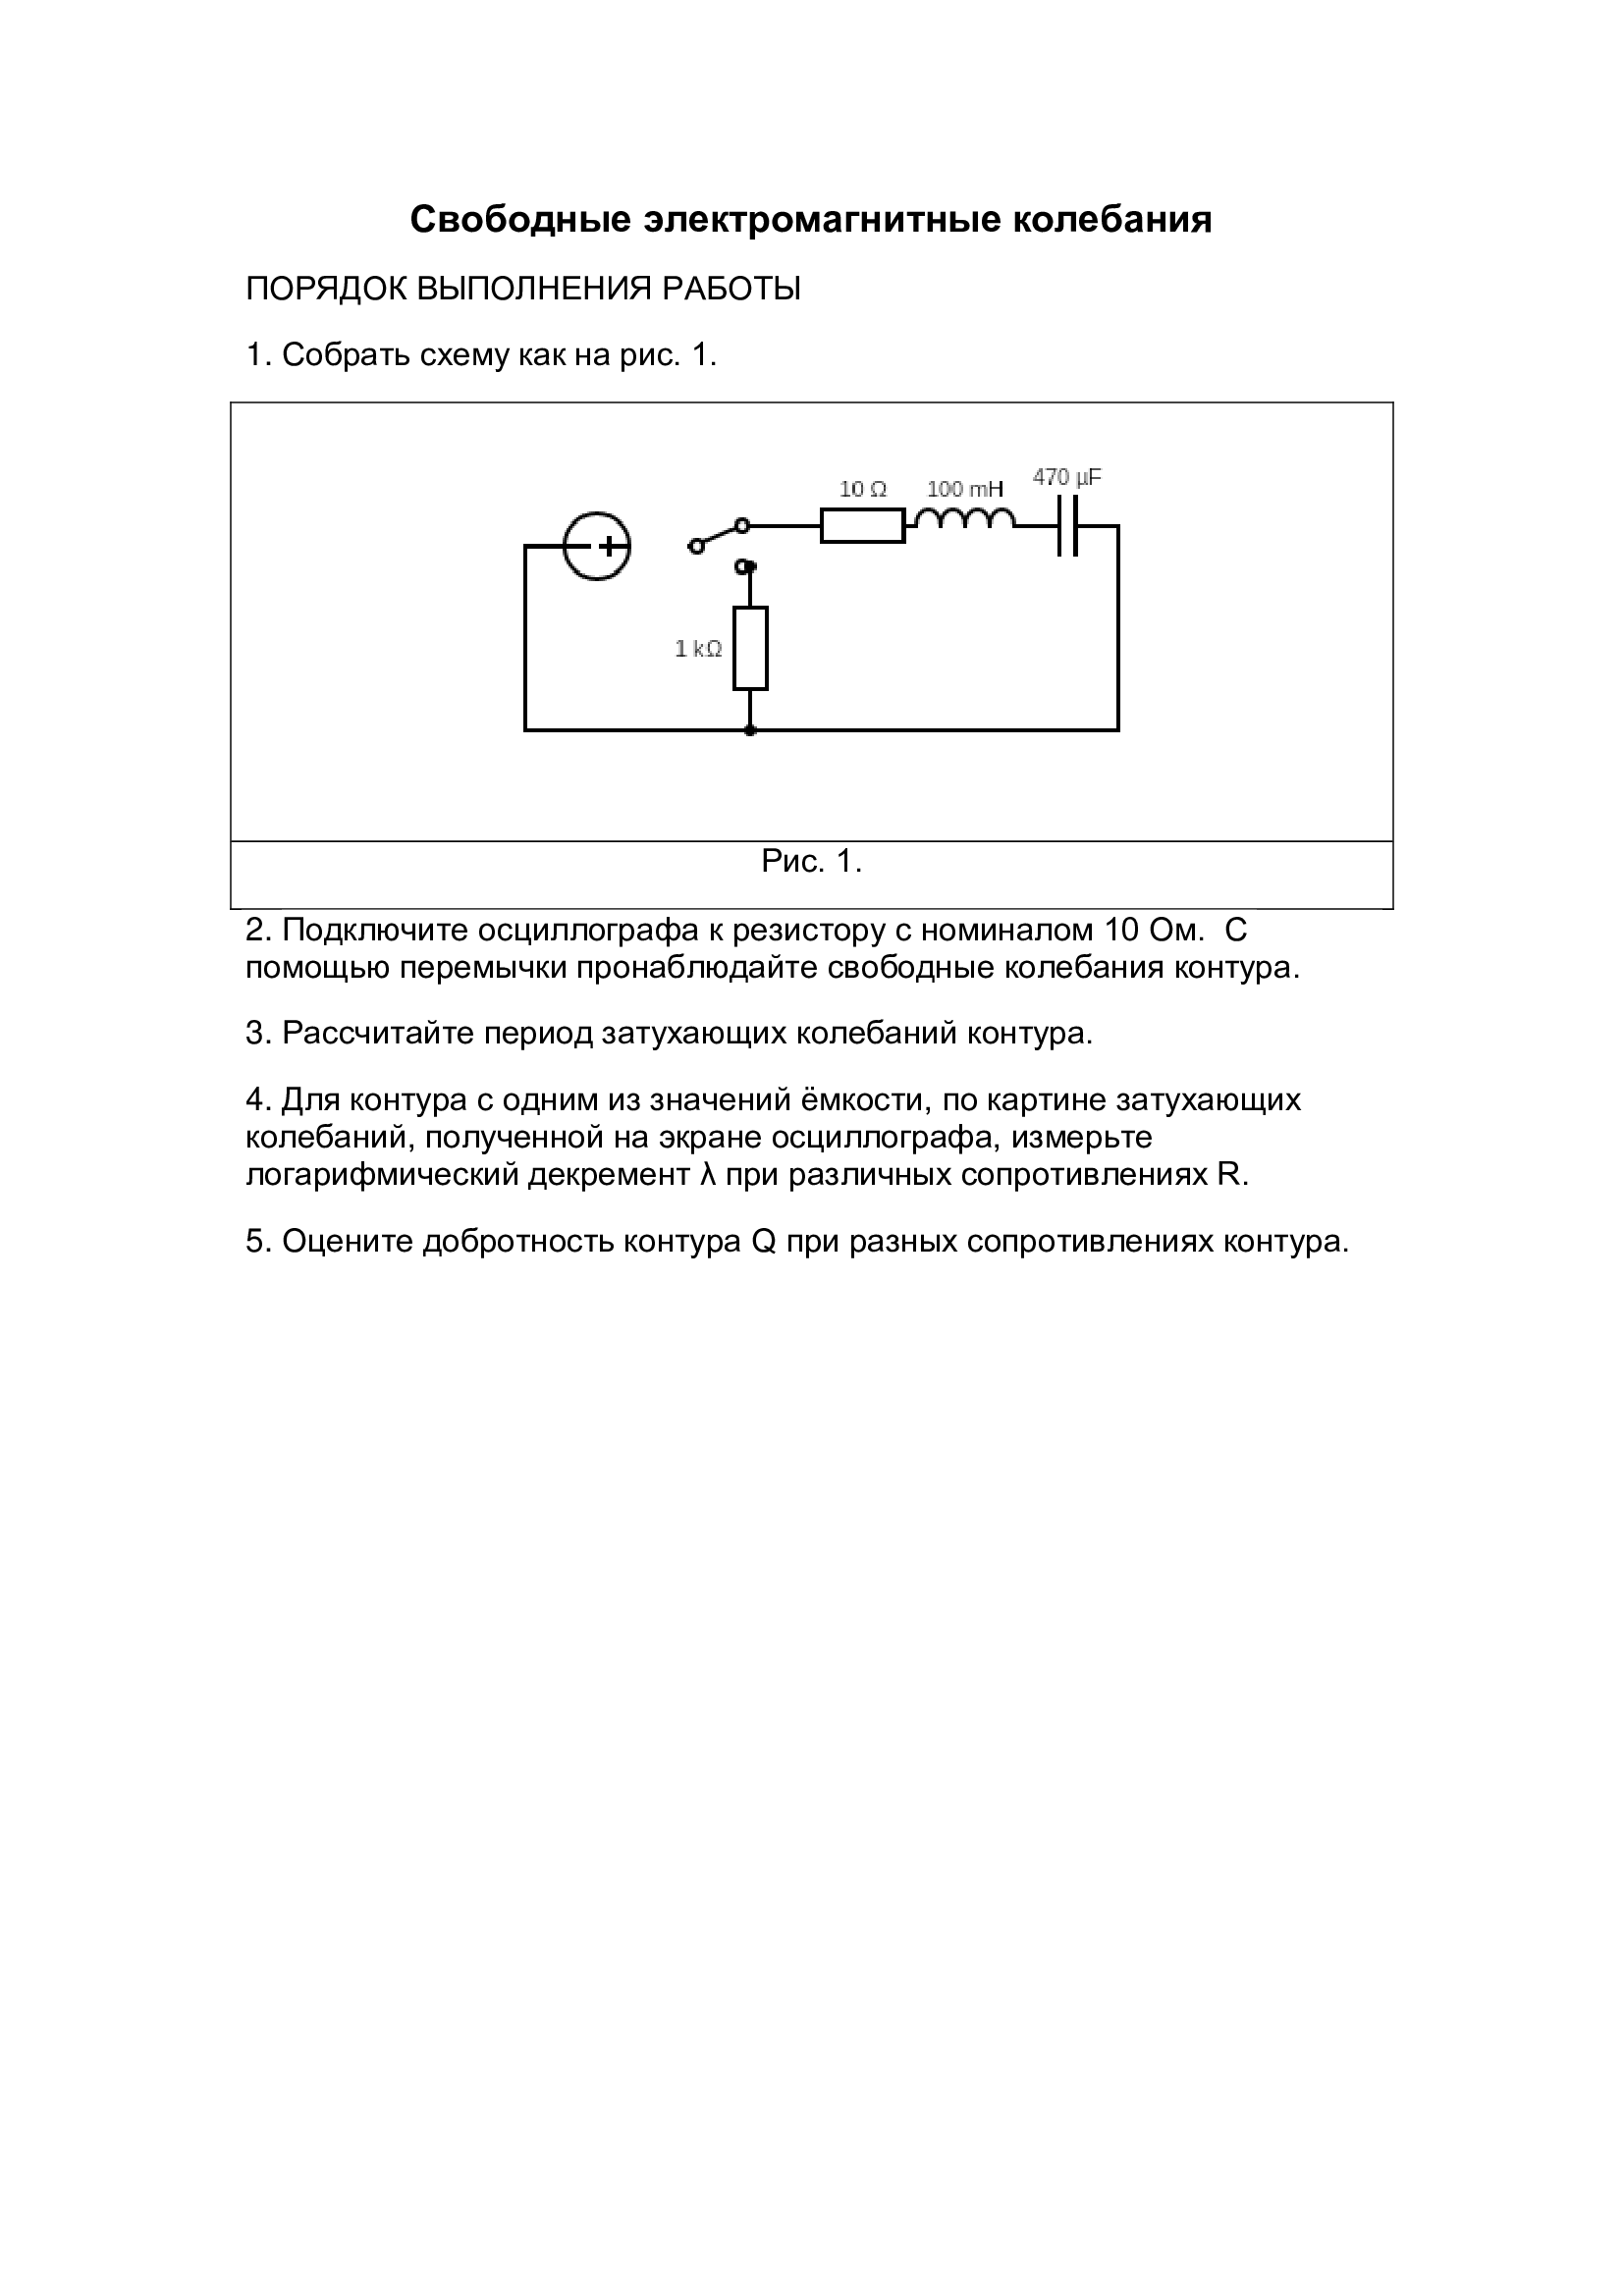 Свободные электромагнитные колебания
ПОРЯДОК ВЫПОЛНЕНИЯ РАБОТЫ
1. Собрать схему как на рис. 1.
10 Ω
100 mH
470 µF
1 kΩ
Рис. 1.
2. Подключите осциллографа к резистору с номиналом 10 Ом.  С
помощью перемычки пронаблюдайте свободные колебания контура.
3. Рассчитайте период затухающих колебаний контура.
4. Для контура с одним из значений ёмкости, по картине затухающих
колебаний, полученной на экране осциллографа, измерьте
логарифмический декремент λ при различных сопротивлениях R.
5. Оцените добротность контура Q при разных сопротивлениях контура.